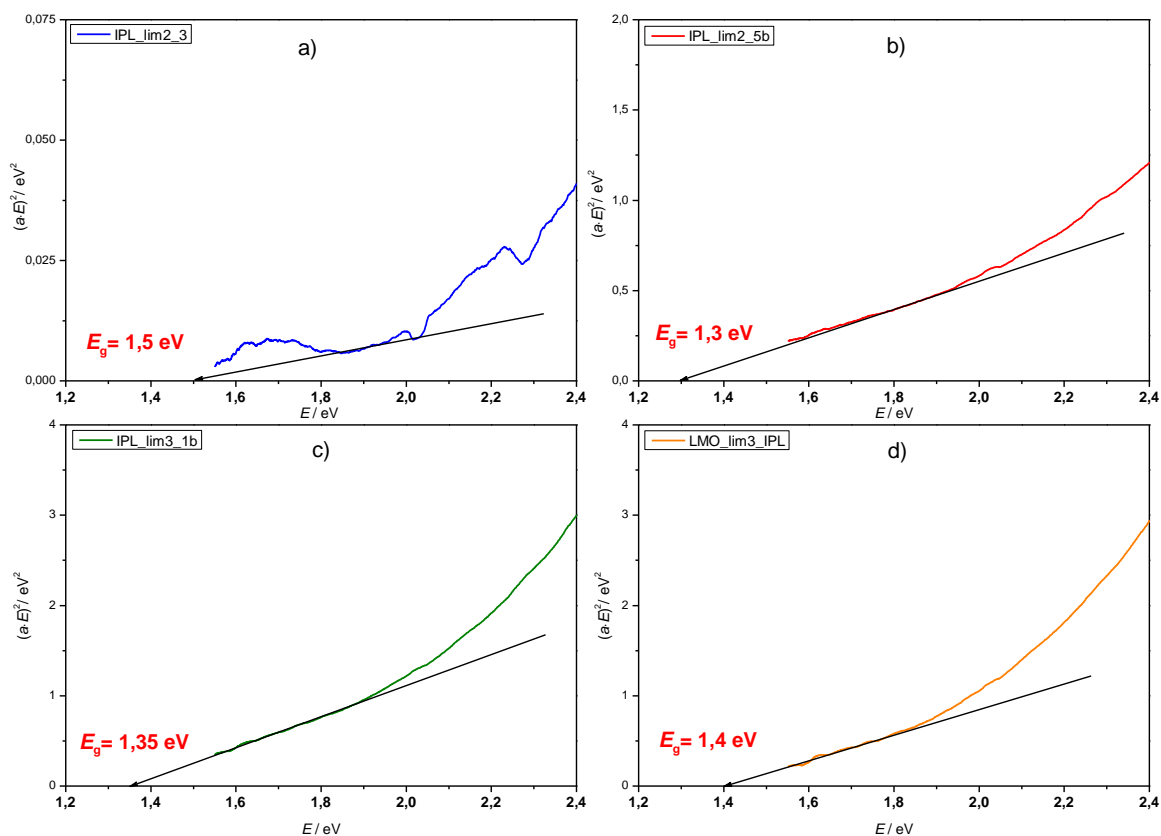 IPL_lim2_3
a)
0,075
0,050
0,025
0,000
(a·E)²/ eV²
E_g= 1,5 eV
1,2 1,4 1,6 1,8 2,0 2,2 2,4
E / eV
IPL_lim2_5b
b)
2,0
1,5
1,0
0,5
0,0
(a·E)²/ eV²
E_g= 1,3 eV
1,2 1,4 1,6 1,8 2,0 2,2 2,4
E / eV
IPL_lim3_1b
c)
4
3
2
1
0
(a·E)²/ eV²
E_g= 1,35 eV
1,2 1,4 1,6 1,8 2,0 2,2 2,4
E / eV
LMO_lim3_IPL
d)
4
3
2
1
0
(a·E)²/ eV²
E_g= 1,4 eV
1,2 1,4 1,6 1,8 2,0 2,2 2,4
E / eV